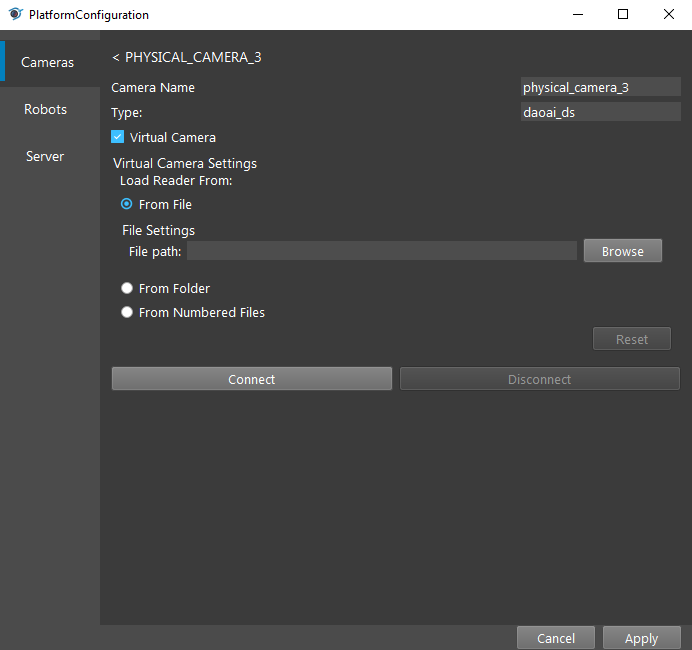 PlatformConfiguration
Cameras
Robots
Server
< PHYSICAL_CAMERA_3
Camera Name physical_camera_3
Type: daoai_ds
Virtual Camera
Virtual Camera Settings
Load Reader From:
From File
File Settings
File path: Browse
From Folder
From Numbered Files
Reset
Connect Disconnect
Cancel Apply